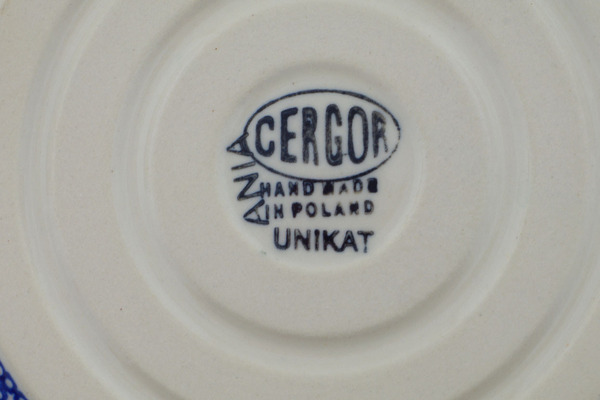 CERGOR
ANIA
HAND MADE
IN POLAND
UNIKAT